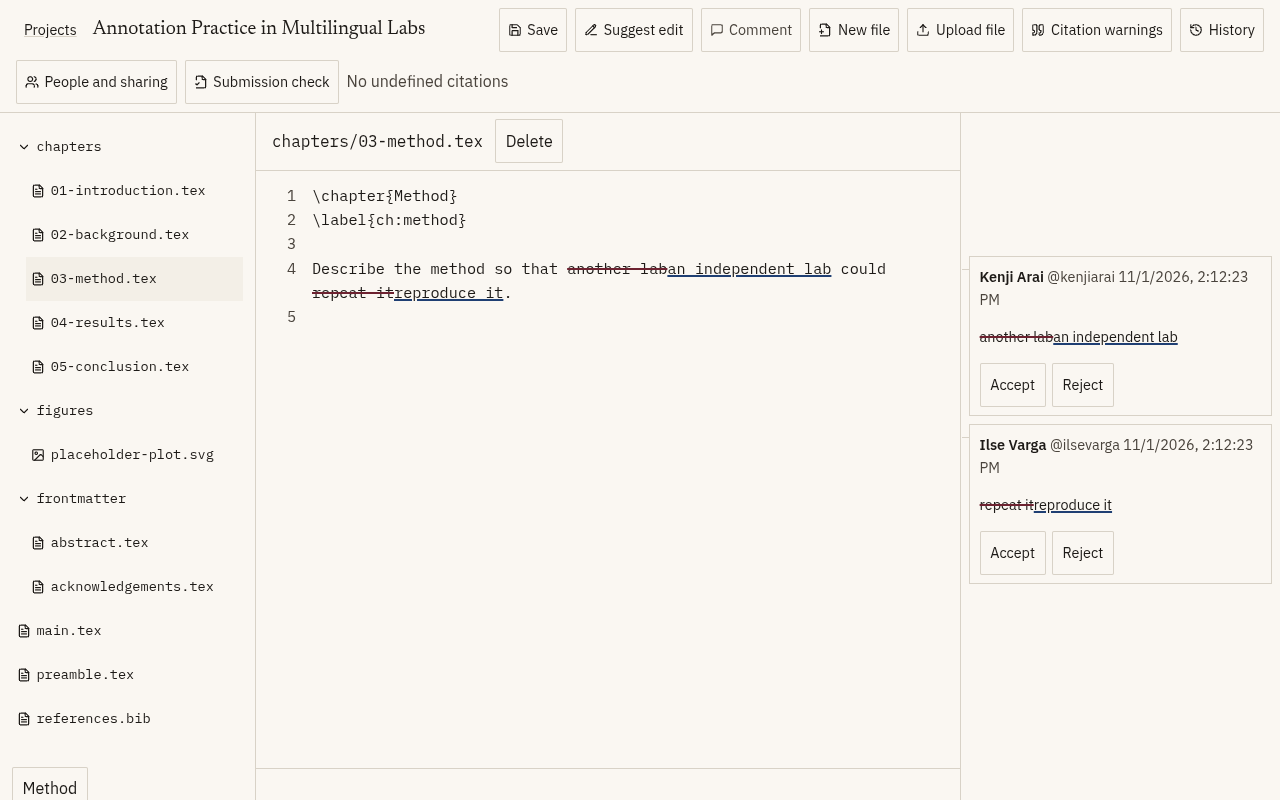 Projects
Annotation Practice in Multilingual Labs
Save
Suggest edit
Comment
New file
Upload file
Citation warnings
History
People and sharing
Submission check
No undefined citations
chapters
01-introduction.tex
02-background.tex
03-method.tex
04-results.tex
05-conclusion.tex
figures
placeholder-plot.svg
frontmatter
abstract.tex
acknowledgements.tex
main.tex
preamble.tex
references.bib
Method
chapters/03-method.tex
Delete
1 \chapter{Method}
2 \label{ch:method}
3
4 Describe the method so that another laban independent lab could
repeat itreproduce it.
5
Kenji Arai @kenjiarai 11/1/2026, 2:12:23
PM
another laban independent lab
Accept
Reject
Ilse Varga @ilsevarga 11/1/2026, 2:12:23
PM
repeat itreproduce it
Accept
Reject